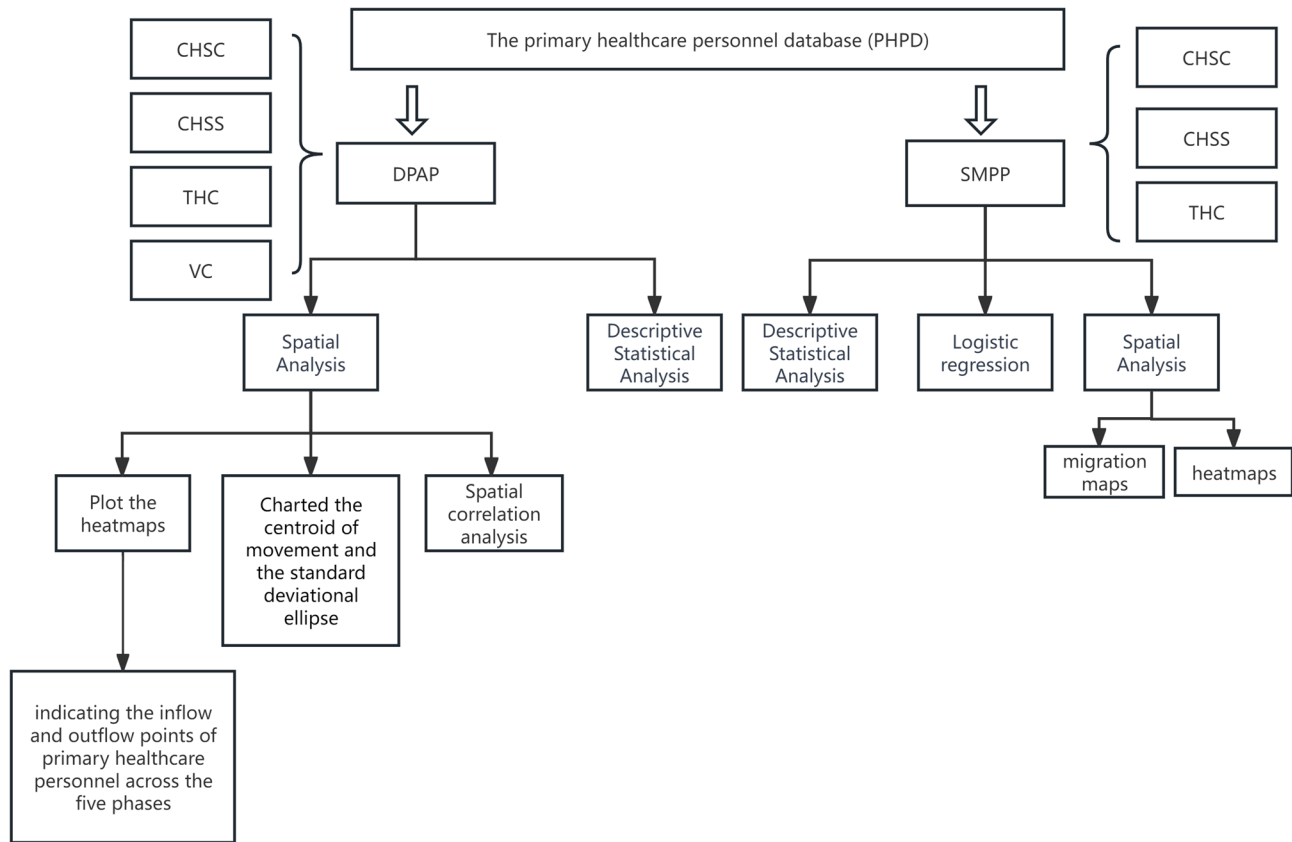 The primary healthcare personnel database (PHPD)
CHSC
CHSS
THC
VC
DPAP
SMPP
CHSC
CHSS
THC
Spatial
Analysis
Descriptive
Statistical
Analysis
Descriptive
Statistical
Analysis
Logistic
regression
Spatial
Analysis
Plot the
heatmaps
Charted the
centroid of
movement and
the standard
deviational
ellipse
Spatial
correlation
analysis
migration
maps
heatmaps
indicating the inflow
and outflow points of
primary healthcare
personnel across the
five phases